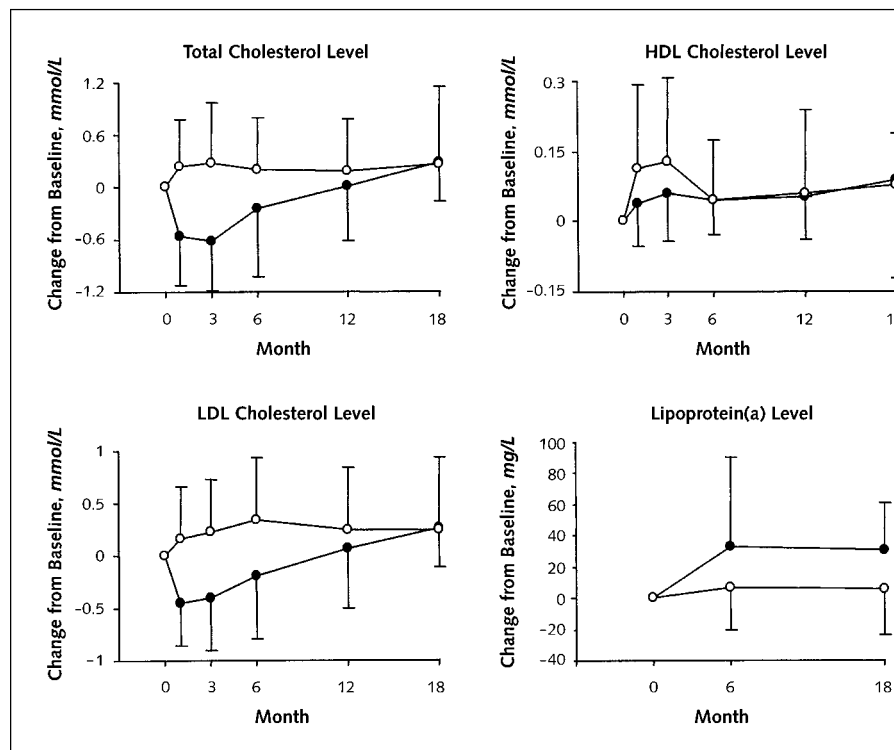 Total Cholesterol Level
Change from Baseline, mmol/L
1.2
0.6
0
−0.6
−1.2
0 3 6 12 18
Month
HDL Cholesterol Level
Change from Baseline, mmol/L
0.3
0.15
0
−0.15
0 3 6 12 1
Month
LDL Cholesterol Level
Change from Baseline, mmol/L
1
0.5
0
−0.5
−1
0 3 6 12 18
Month
Lipoprotein(a) Level
Change from Baseline, mg/L
100
80
60
40
20
0
−20
−40
0 6 18
Month